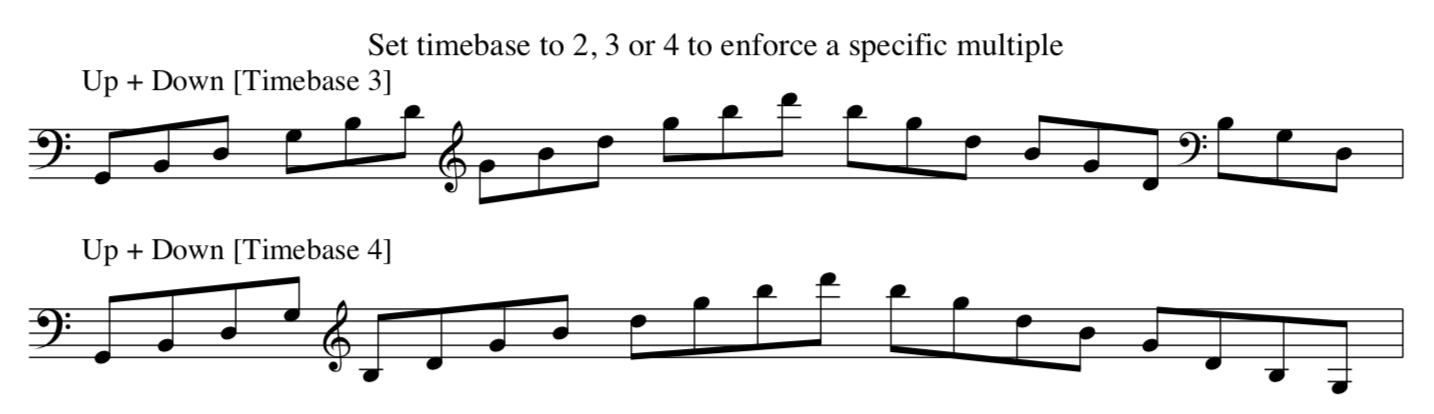 Set timebase to 2, 3 or 4 to enforce a specific multiple
Up + Down [Timebase 3]
Up + Down [Timebase 4]